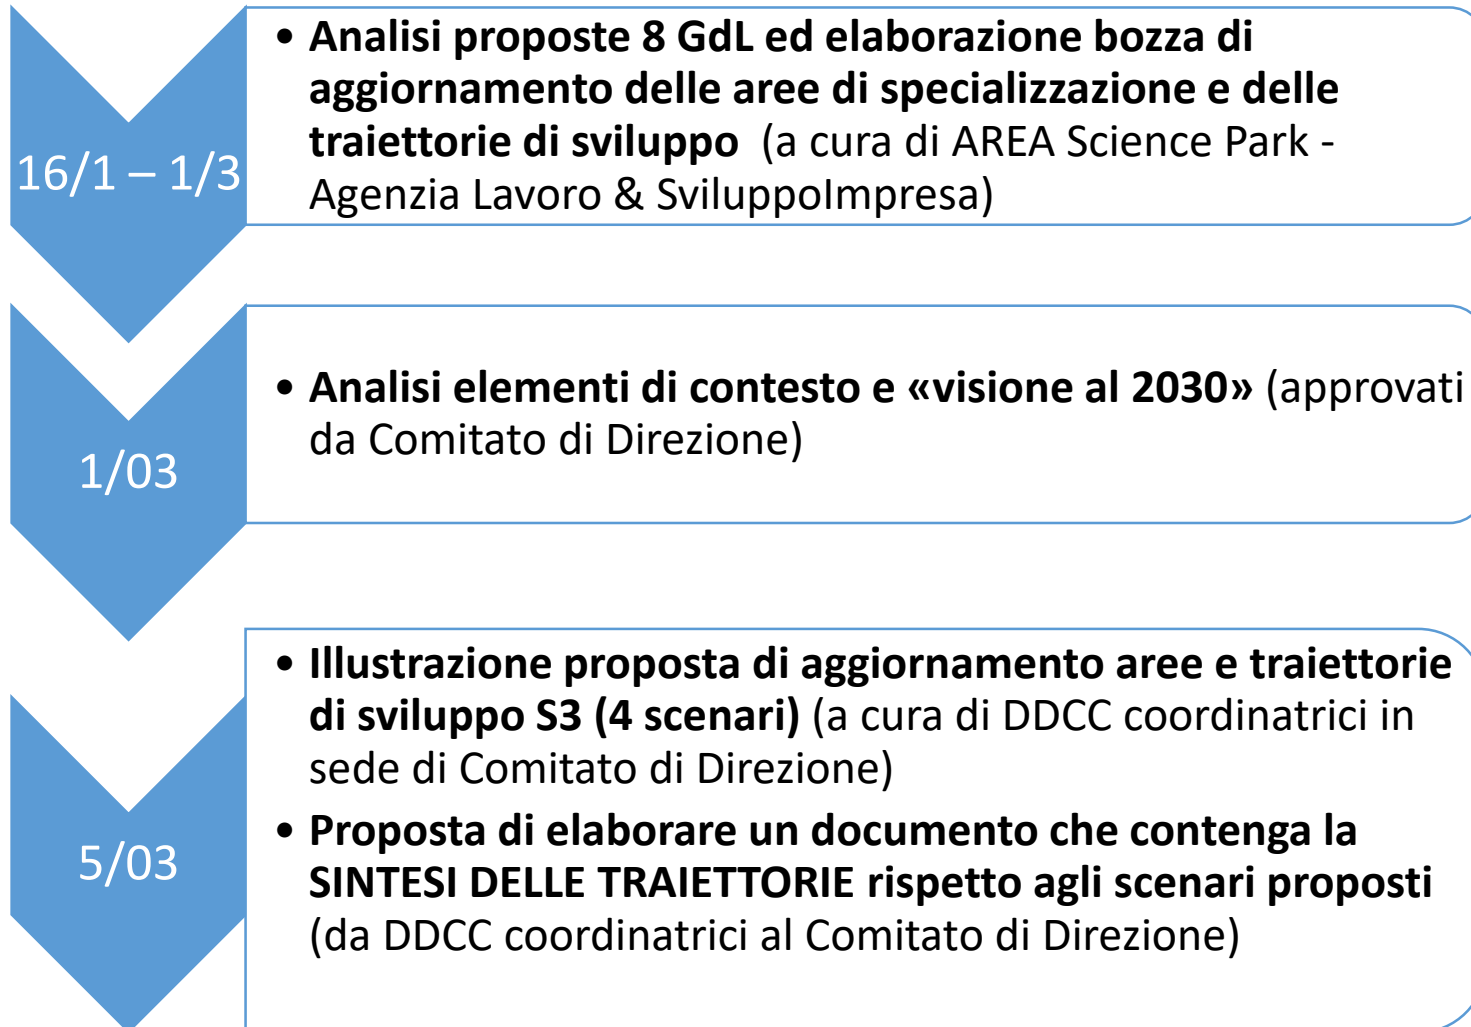 16/1 – 1/3
• Analisi proposte 8 GdL ed elaborazione bozza di
aggiornamento delle aree di specializzazione e delle
traiettorie di sviluppo (a cura di AREA Science Park -
Agenzia Lavoro & SviluppoImpresa)
1/03
• Analisi elementi di contesto e «visione al 2030» (approvati
da Comitato di Direzione)
5/03
• Illustrazione proposta di aggiornamento aree e traiettorie
di sviluppo S3 (4 scenari) (a cura di DDCC coordinatrici in
sede di Comitato di Direzione)
• Proposta di elaborare un documento che contenga la
SINTESI DELLE TRAIETTORIE rispetto agli scenari proposti
(da DDCC coordinatrici al Comitato di Direzione)